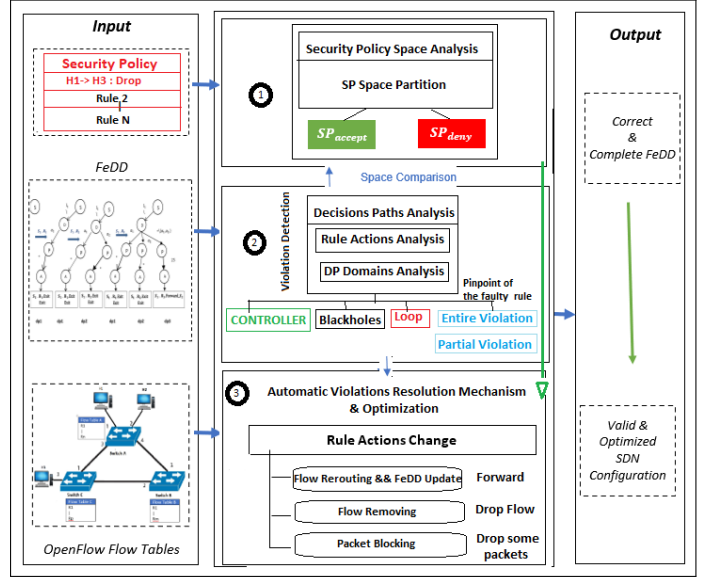 Input
Security Policy
H1-> H3 : Drop
Rule 2
Rule N
FeDD
OpenFlow Flow Tables
1
Security Policy Space Analysis
SP Space Partition
SPaccept
SPdeny
Space Comparison
2
Violation Detection
Decisions Paths Analysis
Rule Actions Analysis
DP Domains Analysis
Pinpoint
of the faulty rule
CONTROLLER
Blackholes
Loop
Entire Violation
Partial Violation
3
Automatic Violations Resolution Mechanism
& Optimization
Rule Actions Change
Flow Rerouting && FeDD Update
Forward
Flow Removing
Drop Flow
Packet Blocking
Drop some
packets
Output
Correct
&
Complete FeDD
Valid &
Optimized
SDN
Configuration